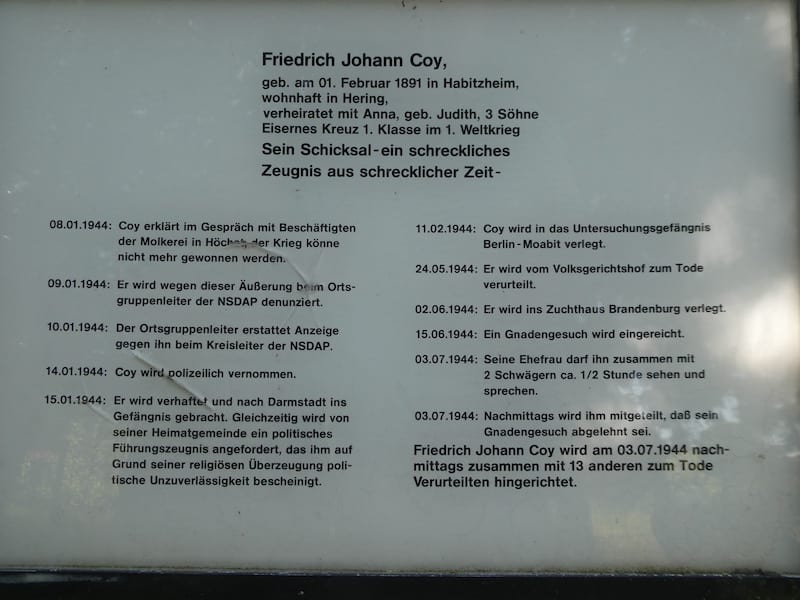 Friedrich Johann Coy,
geb. am 01. Februar 1891 in Habitzheim,
wohnhaft in Hering,
verheiratet mit Anna, geb. Judith, 3 Söhne
Eisernes Kreuz 1. Klasse im 1. Weltkrieg
Sein Schicksal-ein schreckliches
Zeugnis aus schrecklicher Zeit-
08.01.1944: Coy erklärt im Gespräch mit Beschäftigten
der Molkerei in Höchst, der Krieg könne
nicht mehr gewonnen werden.
09.01.1944: Er wird wegen dieser Äußerung beim Orts-
gruppenleiter der NSDAP denunziert.
10.01.1944: Der Ortsgruppenleiter erstattet Anzeige
gegen ihn beim Kreisleiter der NSDAP.
14.01.1944: Coy wird polizeilich vernommen.
15.01.1944: Er wird verhaftet und nach Darmstadt ins
Gefängnis gebracht. Gleichzeitig wird von
seiner Heimatgemeinde ein politisches
Führungszeugnis angefordert, das ihm auf
Grund seiner religiösen Überzeugung poli-
tische Unzuverlässigkeit bescheinigt.
11.02.1944: Coy wird in das Untersuchungsgefängnis
Berlin-Moabit verlegt.
24.05.1944: Er wird vom Volksgerichtshof zum Tode
verurteilt.
02.06.1944: Er wird ins Zuchthaus Brandenburg verlegt.
15.06.1944: Ein Gnadengesuch wird eingereicht.
03.07.1944: Seine Ehefrau darf ihn zusammen mit
2 Schwägern ca. 1/2 Stunde sehen und
sprechen.
03.07.1944: Nachmittags wird ihm mitgeteilt, daß sein
Gnadengesuch abgelehnt sei.
Friedrich Johann Coy wird am 03.07.1944 nach-
mittags zusammen mit 13 anderen zum Tode
Verurteilten hingerichtet.